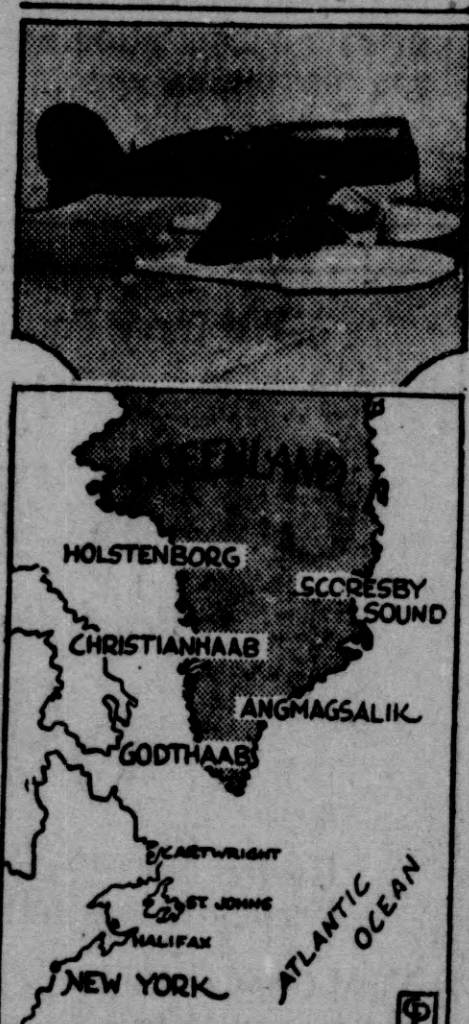 GREENLAND
HOLSTENBORG
SCORESBY
SOUND
CHRISTIANHAAB
ANGMAGSALIK
GODTHAAB
CARTWRIGHT
ST. JOHNS
HALIFAX
ATLANTIC
OCEAN
NEW YORK